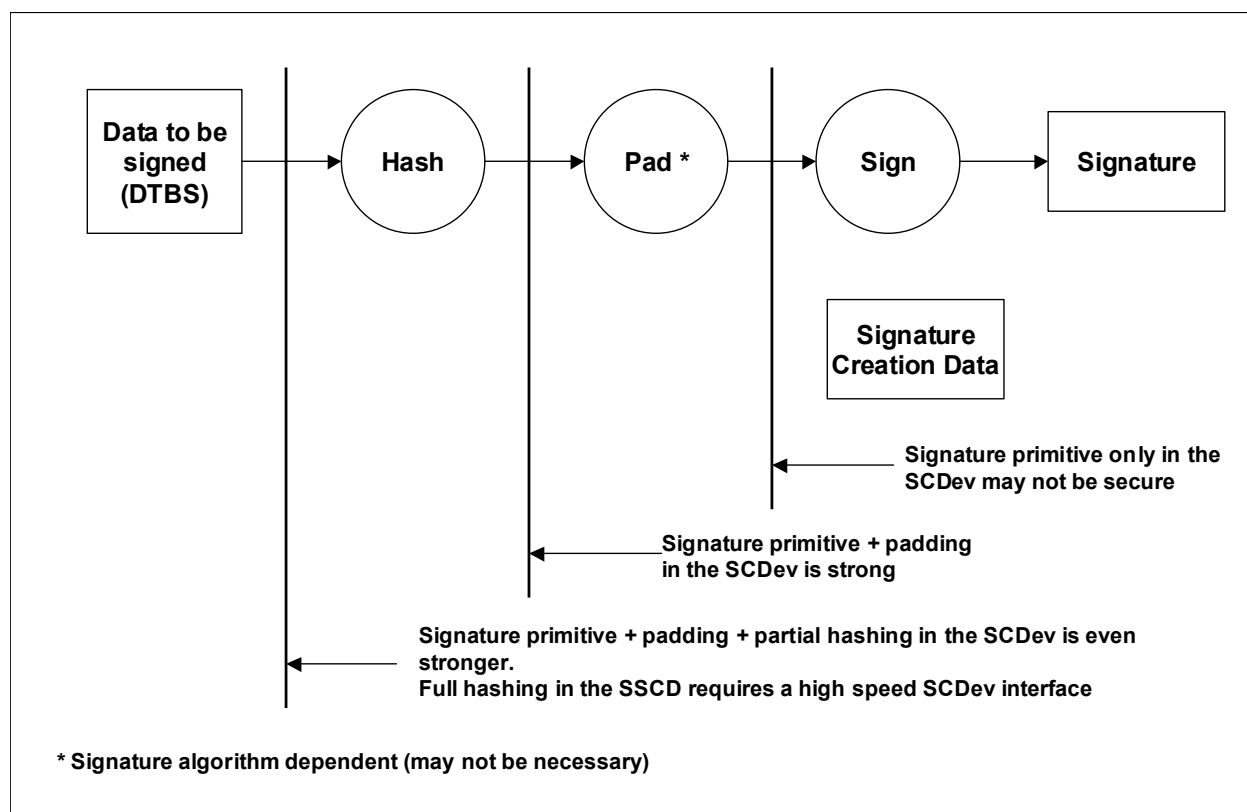 Data to be
signed
(DTBS)
Hash
Pad *
Sign
Signature
Signature
Creation Data
Signature primitive only in the
SCDev may not be secure
Signature primitive + padding
in the SCDev is strong
Signature primitive + padding + partial hashing in the SCDev is even
stronger.
Full hashing in the SSCD requires a high speed SCDev interface
* Signature algorithm dependent (may not be necessary)